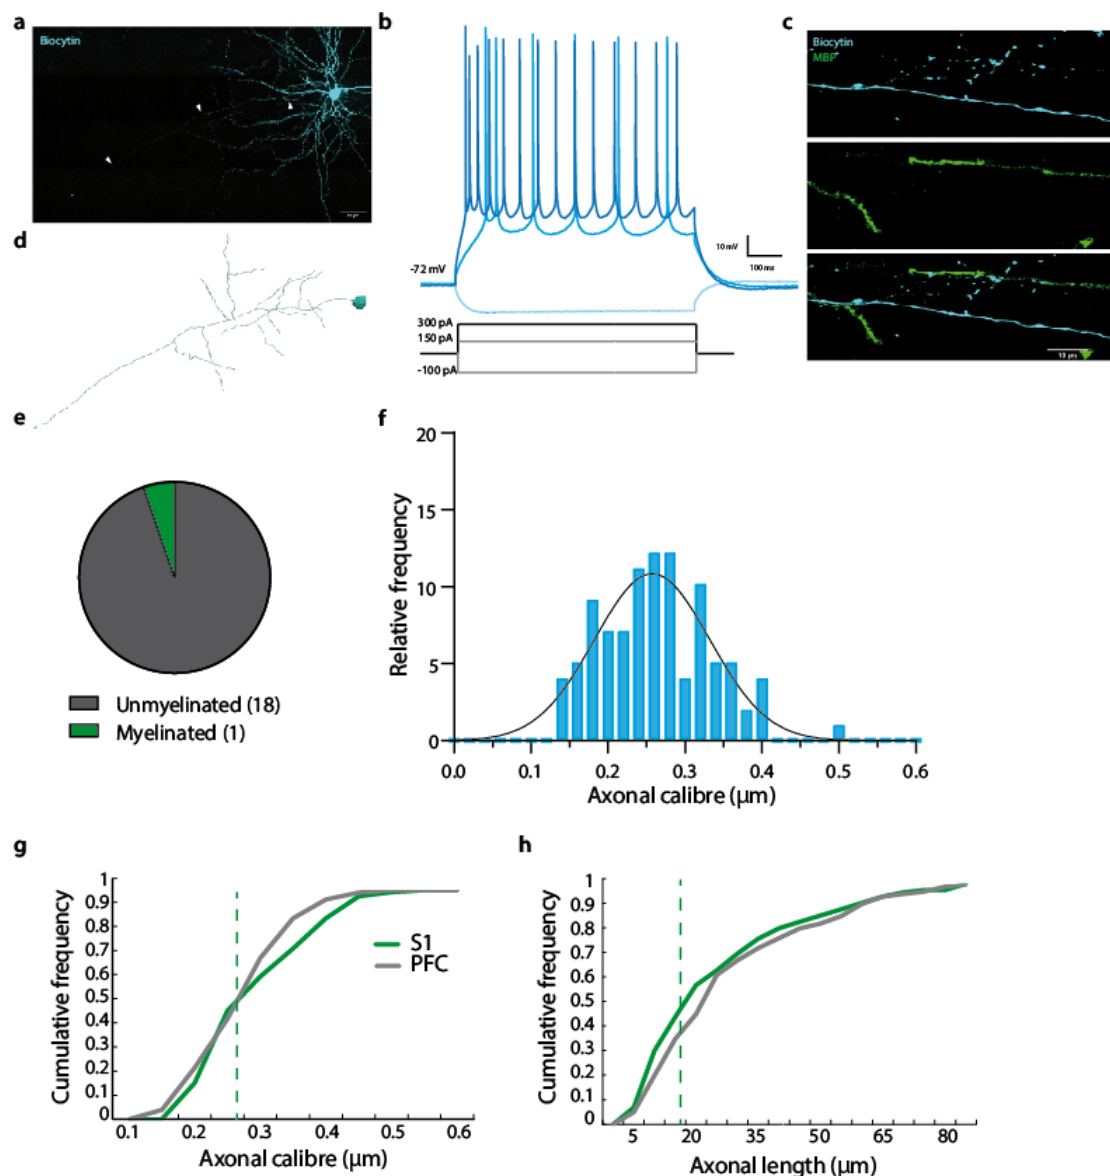 a
Biocytin
b
-72 mV
10 mV
100 ms
300 pA
150 pA
-100 pA
c
Biocytin
MBP
10 µm
d
e
Unmyelinated (18)
Myelinated (1)
f
Relative frequency
20
15
10
5
0
0.0 0.1 0.2 0.3 0.4 0.5 0.6
Axonal calibre (µm)
g
Cumulative frequency
1
0.9
0.8
0.7
0.6
0.5
0.4
0.3
0.2
0.1
0
S1
PFC
0.1 0.2 0.3 0.4 0.5 0.6
Axonal calibre (µm)
h
Cumulative frequency
1
0.9
0.8
0.7
0.6
0.5
0.4
0.3
0.2
0.1
0
5 20 35 50 65 80
Axonal length (µm)